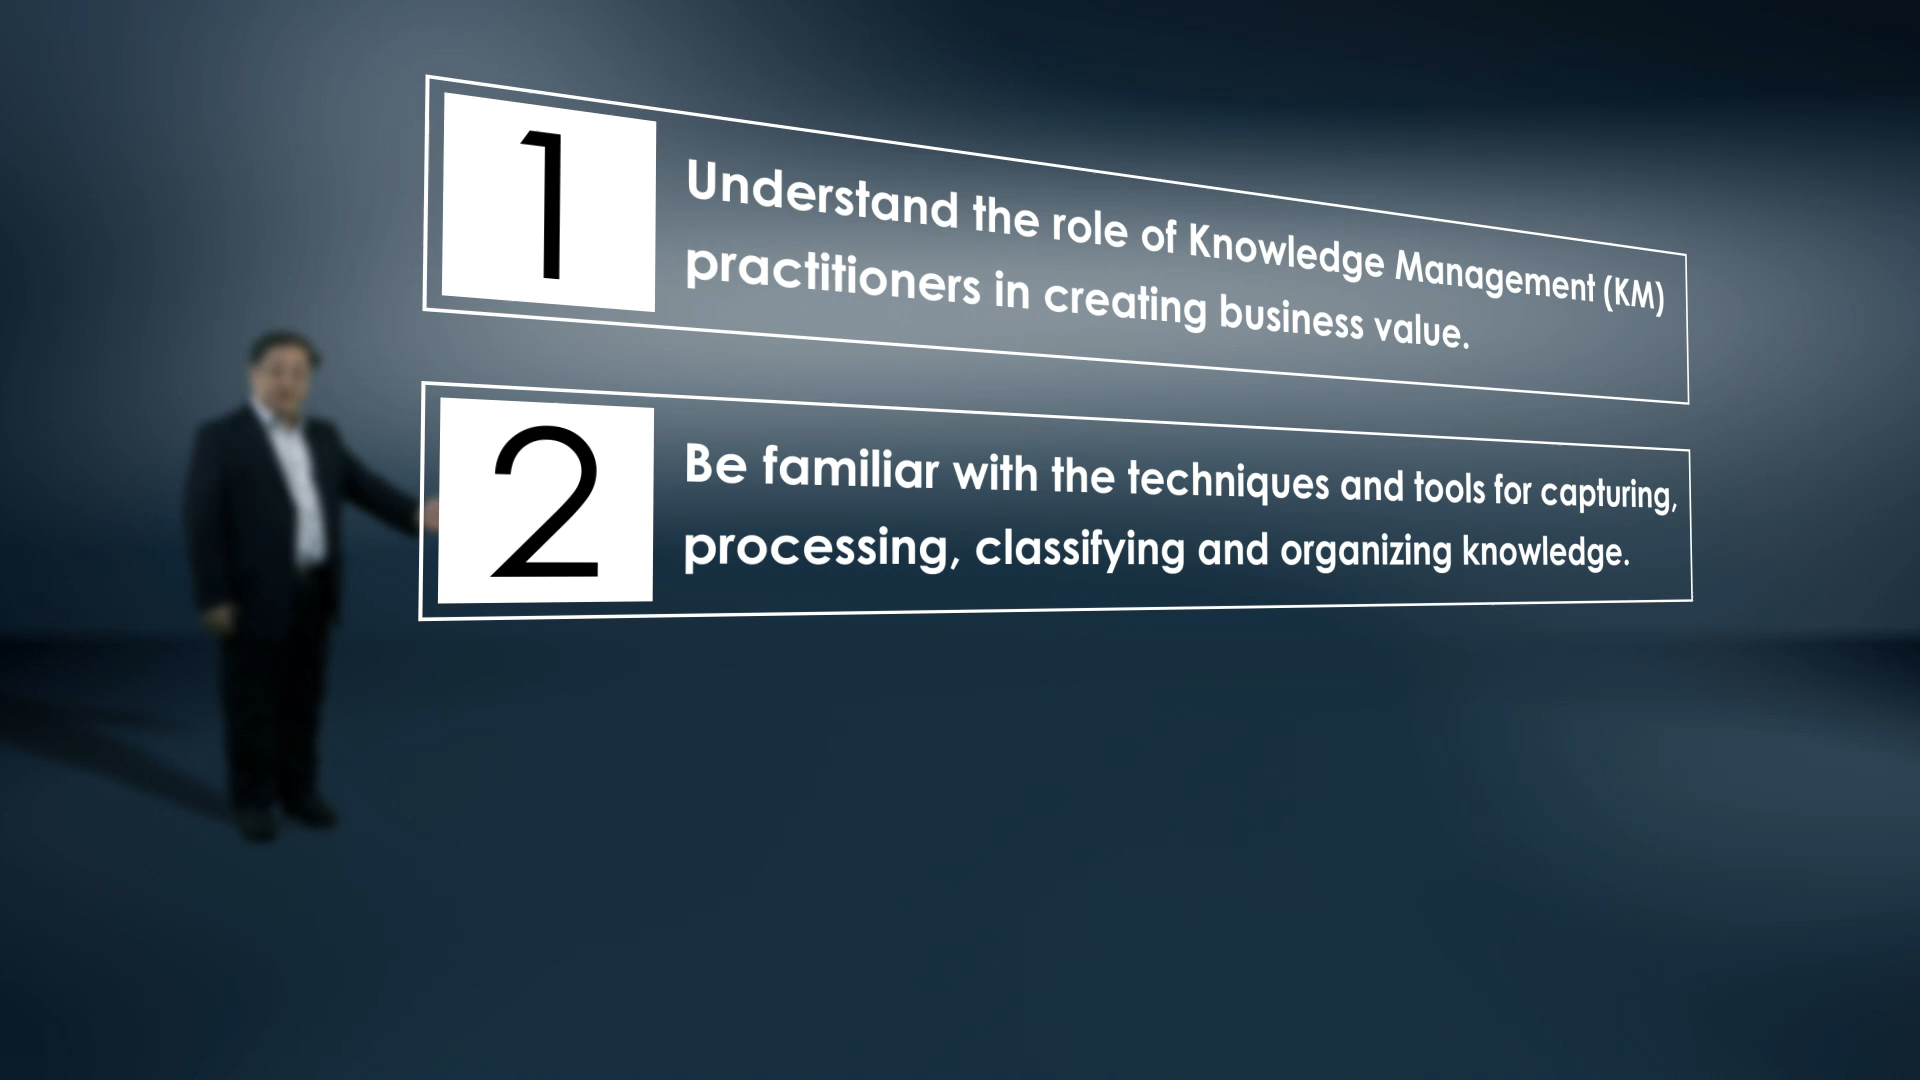 1
Understand the role of Knowledge Management (KM)
practitioners in creating business value.
2
Be familiar with the techniques and tools for capturing,
processing, classifying and organizing knowledge.